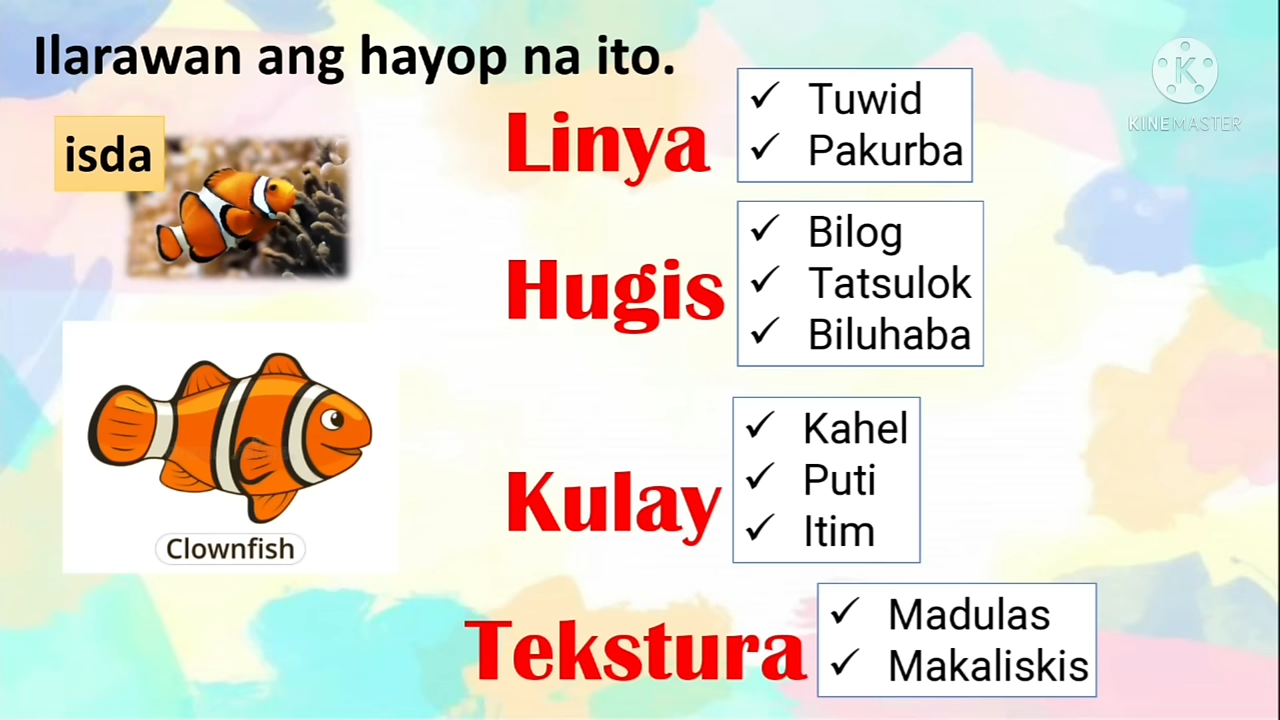 Ilarawan ang hayop na ito.
isda
Clownfish
Linya
✓ Tuwid
✓ Pakurba
Hugis
✓ Bilog
✓ Tatsulok
✓ Biluhaba
Kulay
✓ Kahel
✓ Puti
✓ Itim
Tekstura
✓ Madulas
✓ Makaliskis
K
KINEMASTER